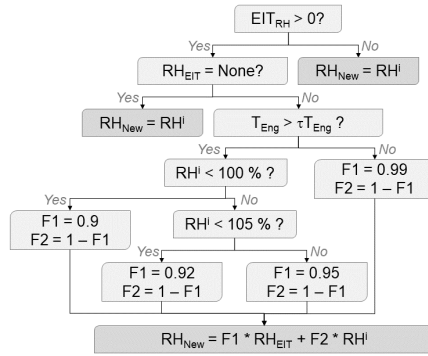 EIT_RH > 0?
Yes
No
RH_EIT = None?
RH_New = RH^i
Yes
No
RH_New = RH^i
T_Eng > τT_Eng ?
Yes
No
RH^i < 100 % ?
F1 = 0.99
F2 = 1 – F1
Yes
No
F1 = 0.9
F2 = 1 – F1
RH^i < 105 % ?
Yes
No
F1 = 0.92
F2 = 1 – F1
F1 = 0.95
F2 = 1 – F1
RH_New = F1 * RH_EIT + F2 * RH^i